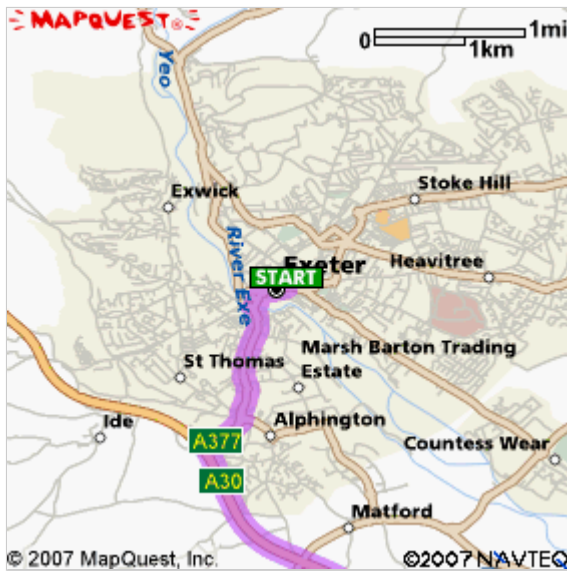 MAPQUEST®
0 1mi
1km
Yeo
Stoke Hill
Exwick
River Exe
Exeter
START
Heavitree
Marsh Barton Trading
Estate
St Thomas
Ide
Alphington
A377
Countess Wear
A30
Matford
© 2007 MapQuest, Inc.
©2007 NAVTEQ